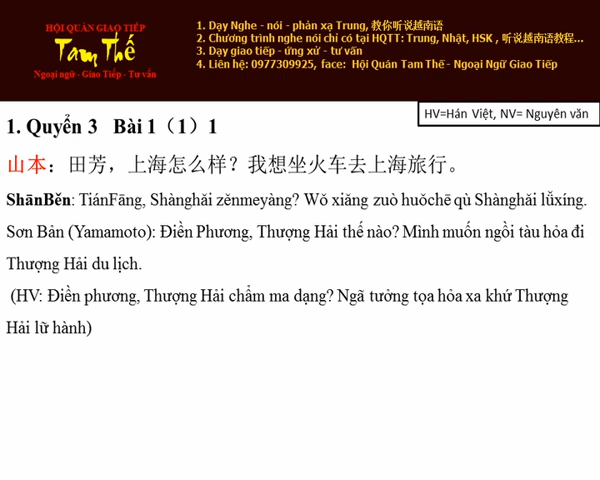 HỘI QUÁN GIAO TIẾP
Tam Thế
Ngoại ngữ - Giao Tiếp - Tư vấn
1. Dạy Nghe - nói - phản xạ Trung, 教你听说越南语
2. Chương trình nghe nói chỉ có tại HQTT: Trung, Nhật, HSK , 听说越南语教程...
3. Dạy giao tiếp - ứng xử - tư vấn
4. Liên hệ: 0977309925, face: Hội Quán Tam Thế - Ngoại Ngữ Giao Tiếp
HV=Hán Việt, NV= Nguyên văn
1. Quyển 3 Bài 1（1）1
山本：田芳，上海怎么样？我想坐火车去上海旅行。
ShānBěn: TiánFāng, Shànghǎi zěnmeyàng? Wǒ xiǎng zuò huǒchē qù Shànghǎi lǚxíng.
Sơn Bản (Yamamoto): Điền Phương, Thượng Hải thế nào? Mình muốn ngồi tàu hỏa đi
Thượng Hải du lịch.
(HV: Điền phương, Thượng Hải chẩm ma dạng? Ngã tưởng tọa hỏa xa khứ Thượng
Hải lữ hành)